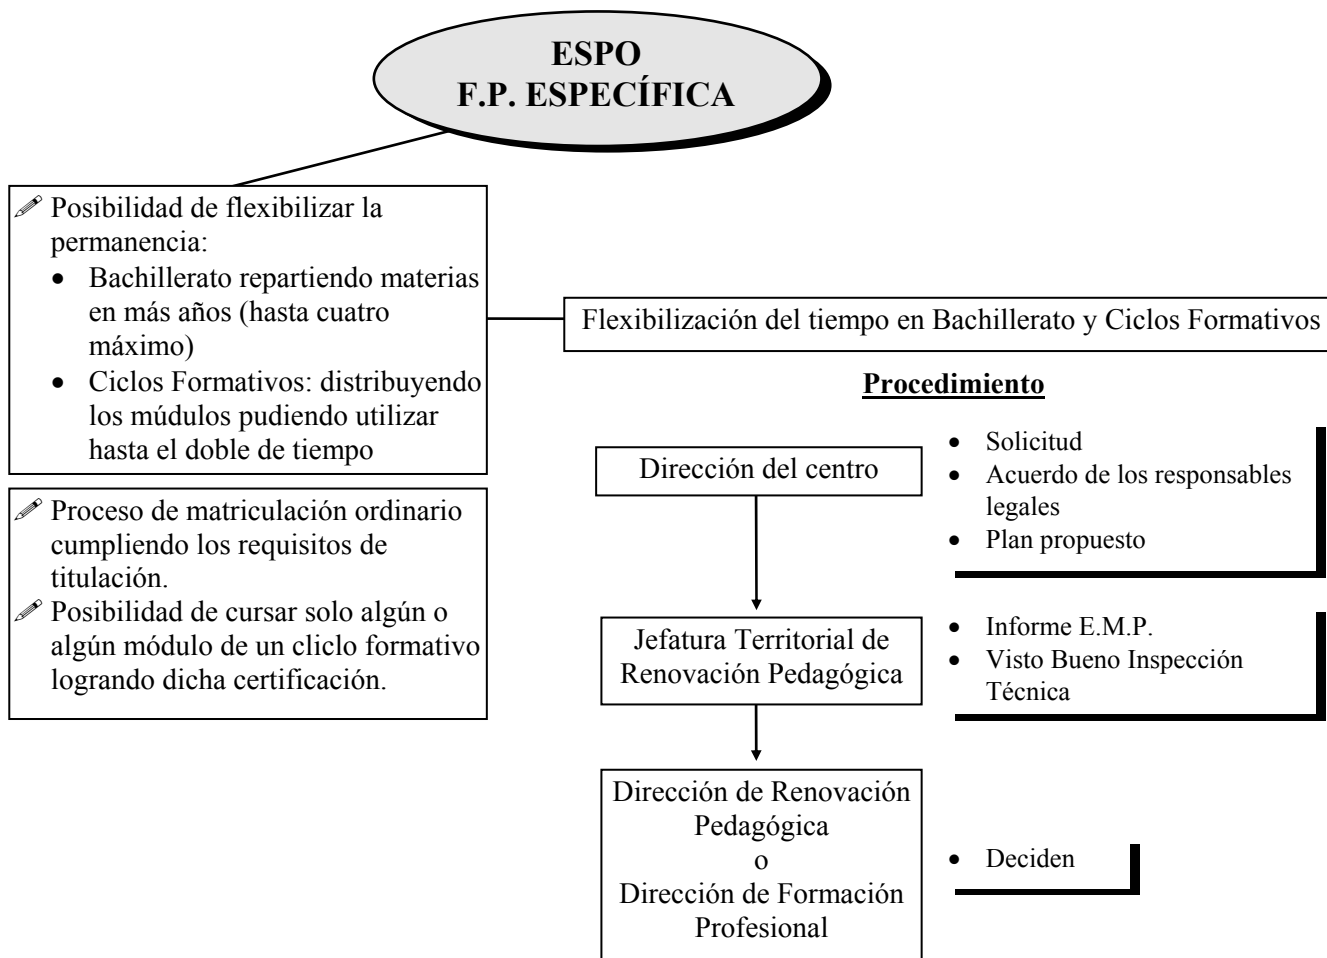 ESPO
F.P. ESPECÍFICA
Posibilidad de flexibilizar la
permanencia:
• Bachillerato repartiendo materias
en más años (hasta cuatro
máximo)
• Ciclos Formativos: distribuyendo
los múdulos pudiendo utilizar
hasta el doble de tiempo
Proceso de matriculación ordinario
cumpliendo los requisitos de
titulación.
Posibilidad de cursar solo algún o
algún módulo de un cliclo formativo
logrando dicha certificación.
Flexibilización del tiempo en Bachillerato y Ciclos Formativos
Procedimiento
Dirección del centro
• Solicitud
• Acuerdo de los responsables
legales
• Plan propuesto
Jefatura Territorial de
Renovación Pedagógica
• Informe E.M.P.
• Visto Bueno Inspección
Técnica
Dirección de Renovación
Pedagógica
o
Dirección de Formación
Profesional
• Deciden